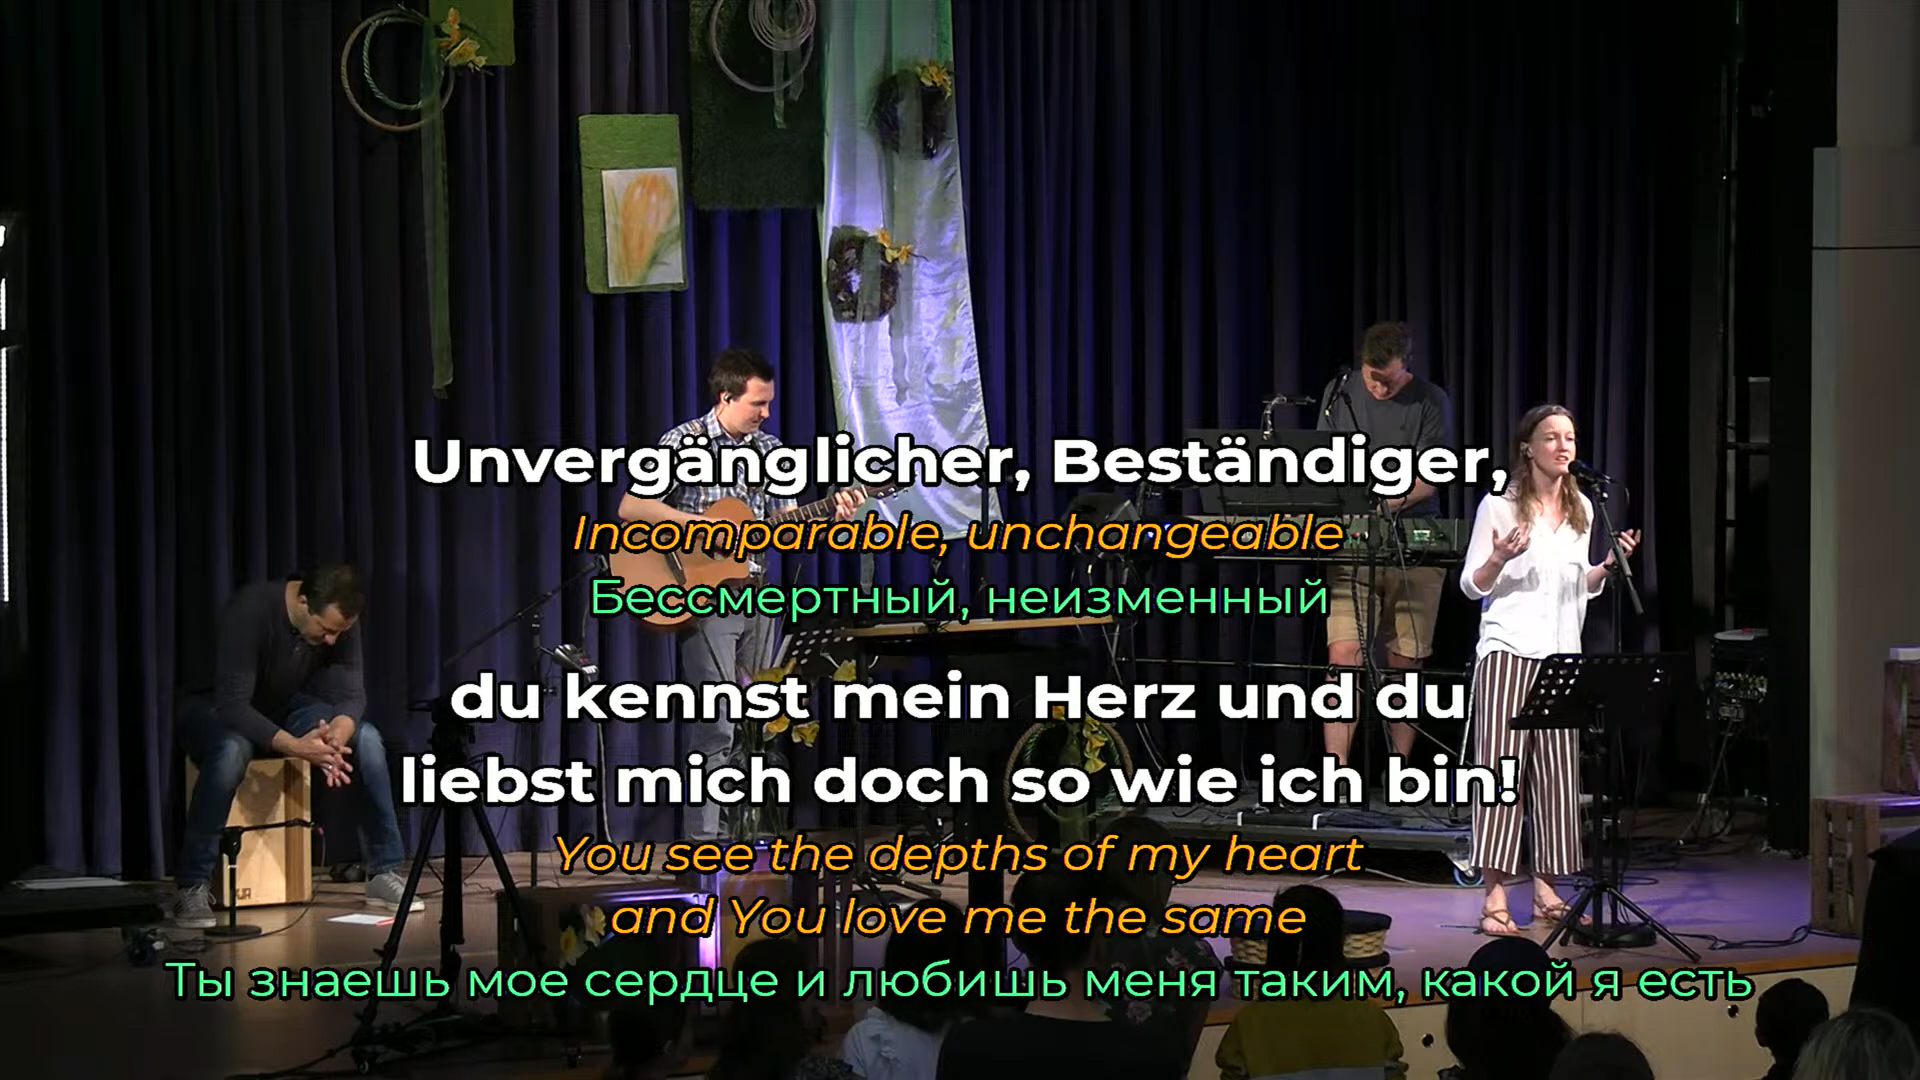 Unvergänglicher, Beständiger,
Incomparable, unchangeable
Бессмертный, неизменный
du kennst mein Herz und du
liebst mich doch so wie ich bin!
You see the depths of my heart
and You love me the same
Ты знаешь мое сердце и любишь меня таким, какой я есть